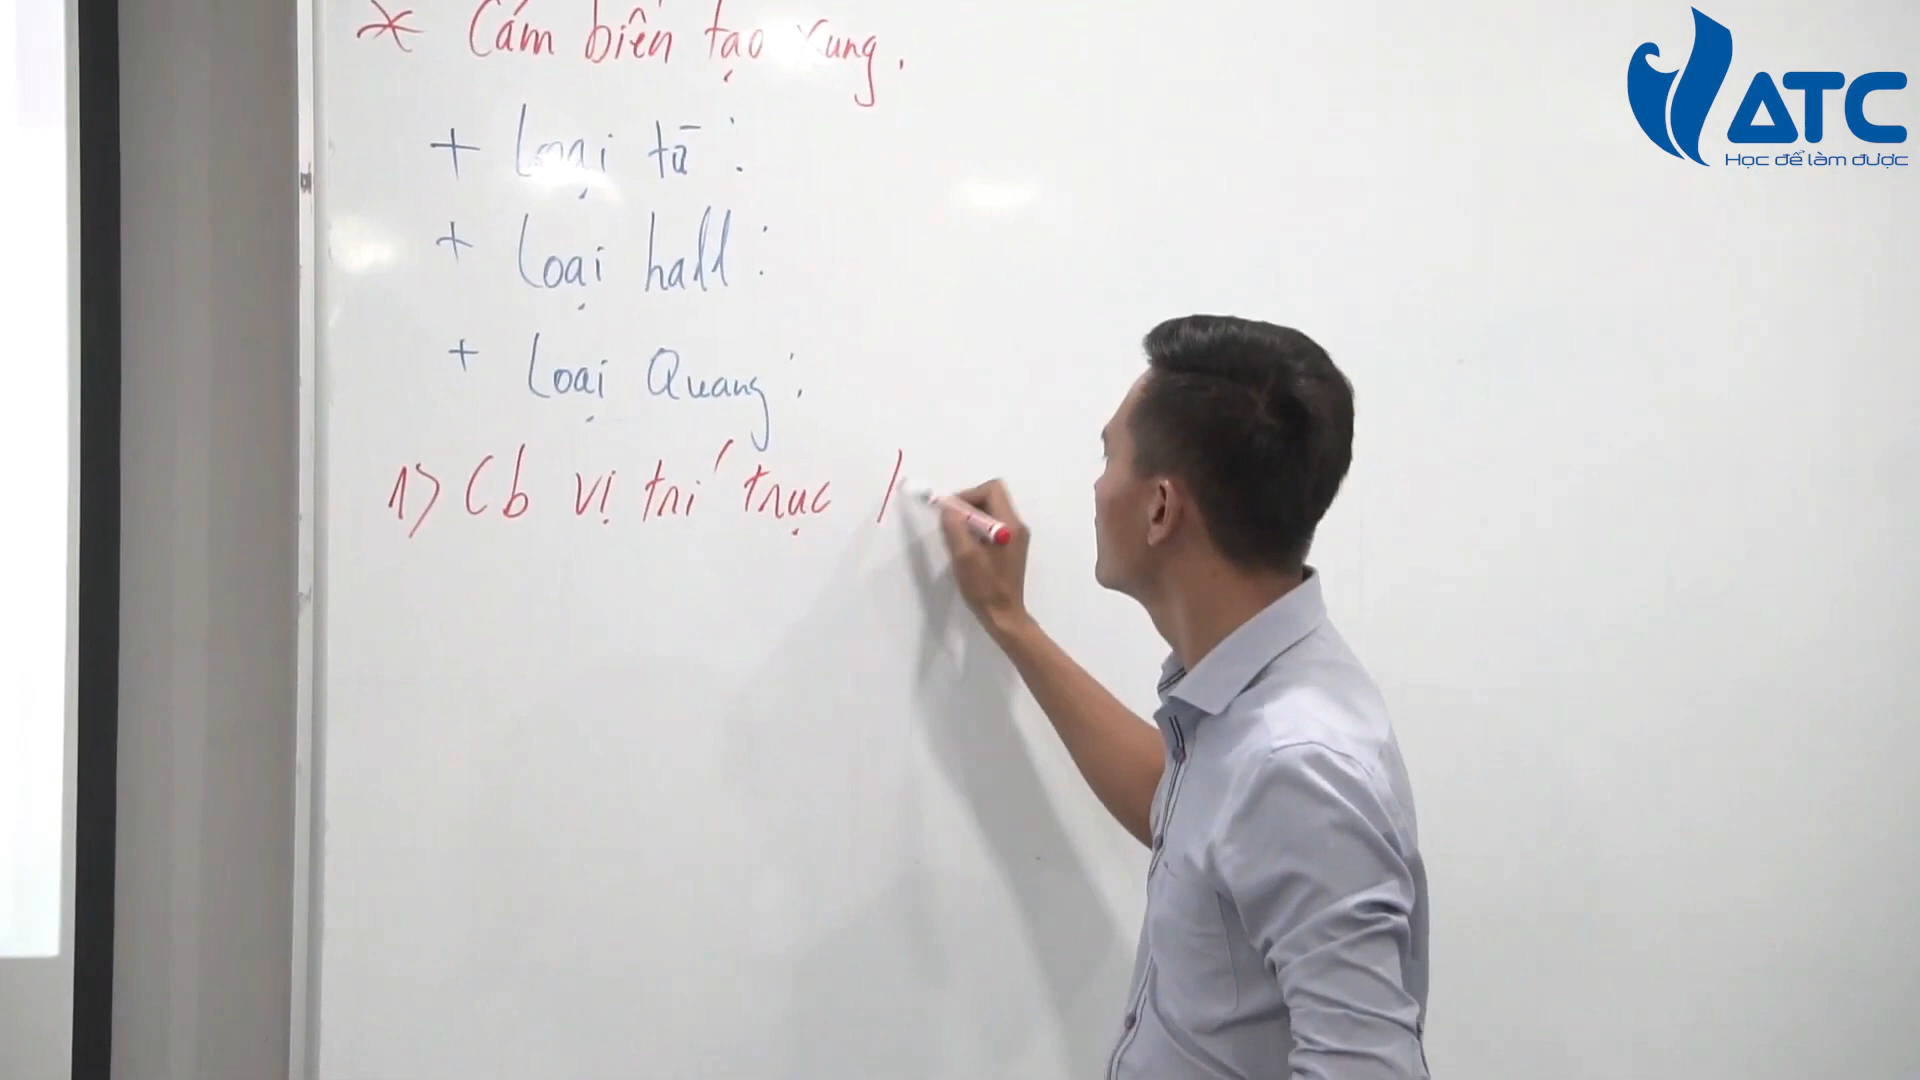 * Cảm biến tạo xung.
+ Loại từ:
+ Loại hall:
+ Loại Quang:
1) Cb vị trí trục
VATC
Học để làm được